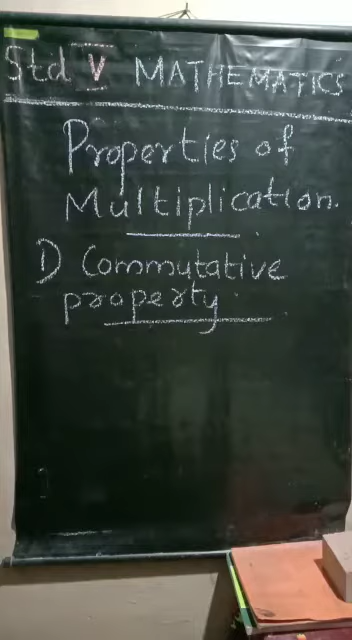 Std V MATHEMATICS
Properties of
Multiplication.
1) Commutative
property.